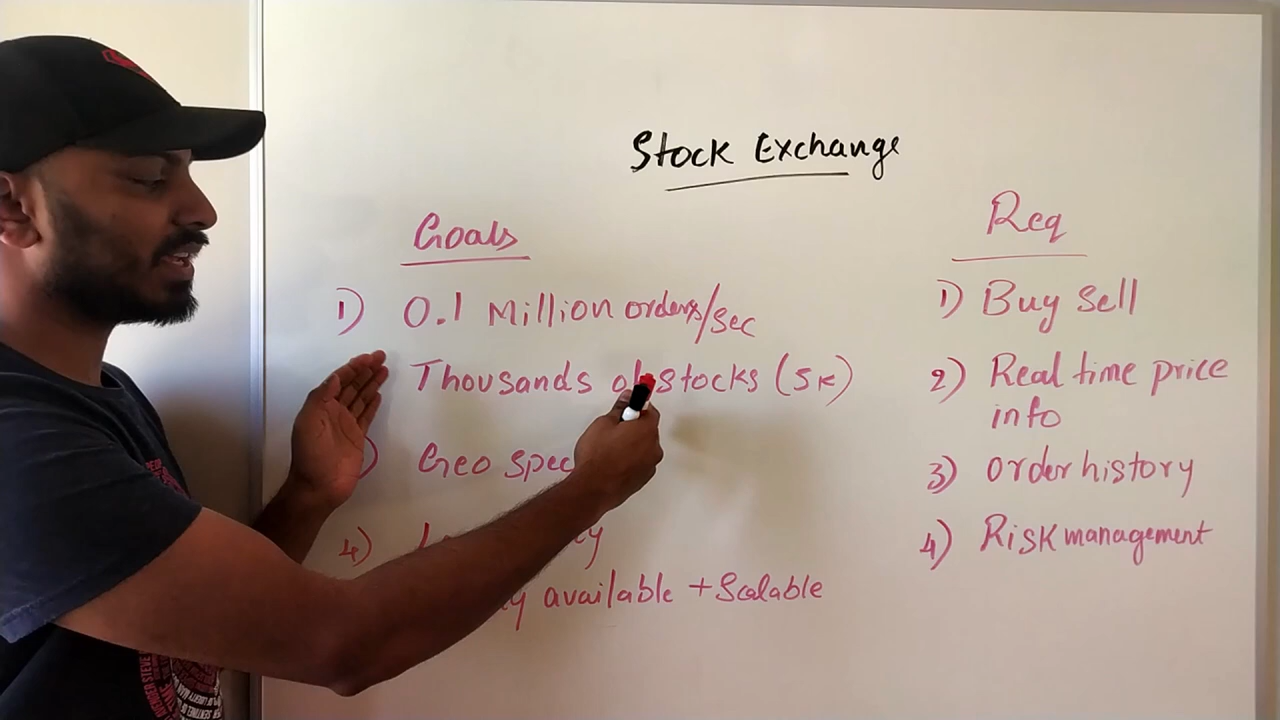 Stock Exchange
Goals
1) 0.1 Million orders/sec
Thousands of stocks (5K)
) Geo spec
4)
available + Scalable
Req
1) Buy Sell
2) Real time price
info
3) order history
4) Risk management